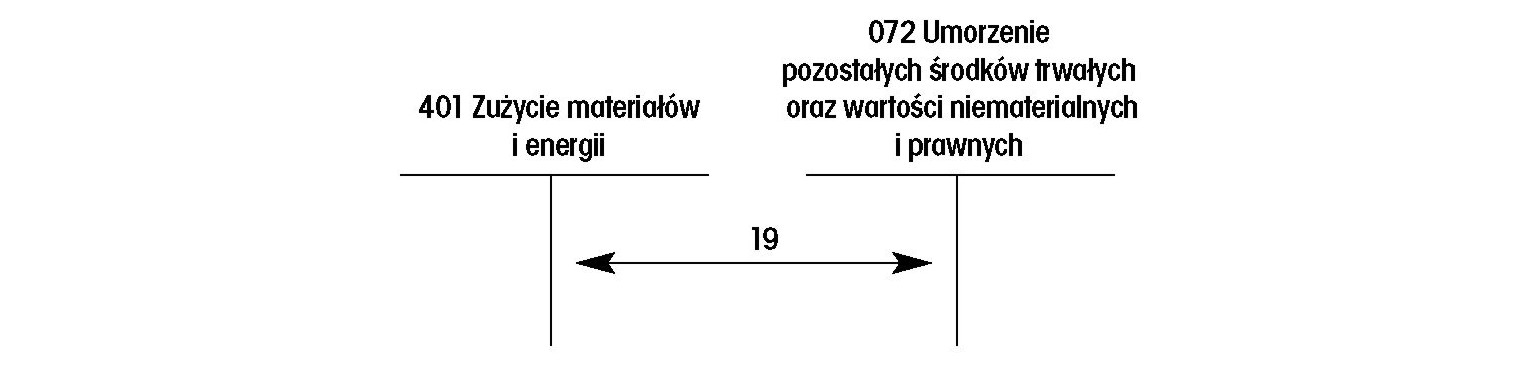 401 Zużycie materiałów
i energii
072 Umorzenie
pozostałych środków trwałych
oraz wartości niematerialnych
i prawnych
19